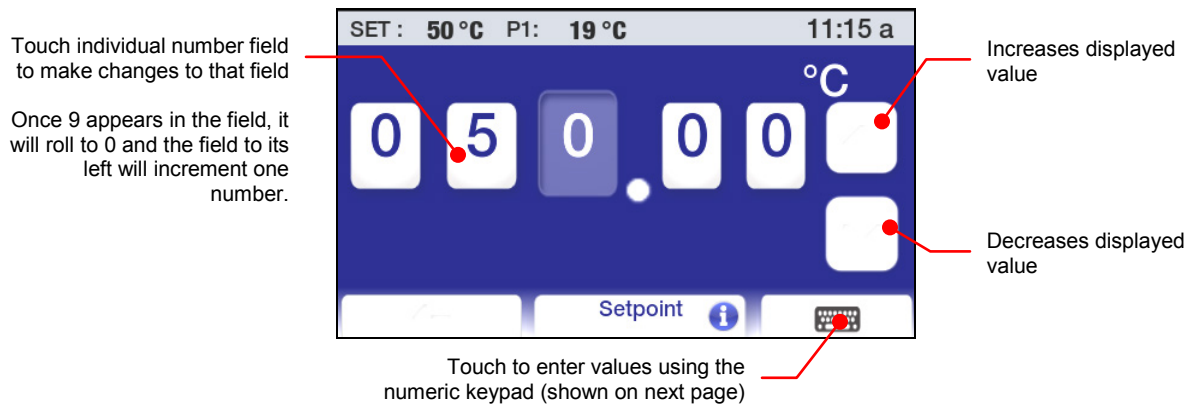 SET : 50 °C P1: 19 °C 11:15 a
Touch individual number field
to make changes to that field
Once 9 appears in the field, it
will roll to 0 and the field to its
left will increment one
number.
°C
0 5 0 . 0 0
Increases displayed
value
Decreases displayed
value
Setpoint i
Touch to enter values using the
numeric keypad (shown on next page)